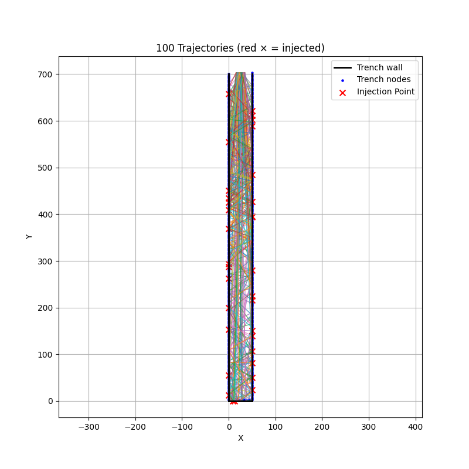 100 Trajectories (red × = injected)
Trench wall
Trench nodes
Injection Point
700
600
500
400
300
200
100
0
Y
−300
−200
−100
0
100
200
300
400
X